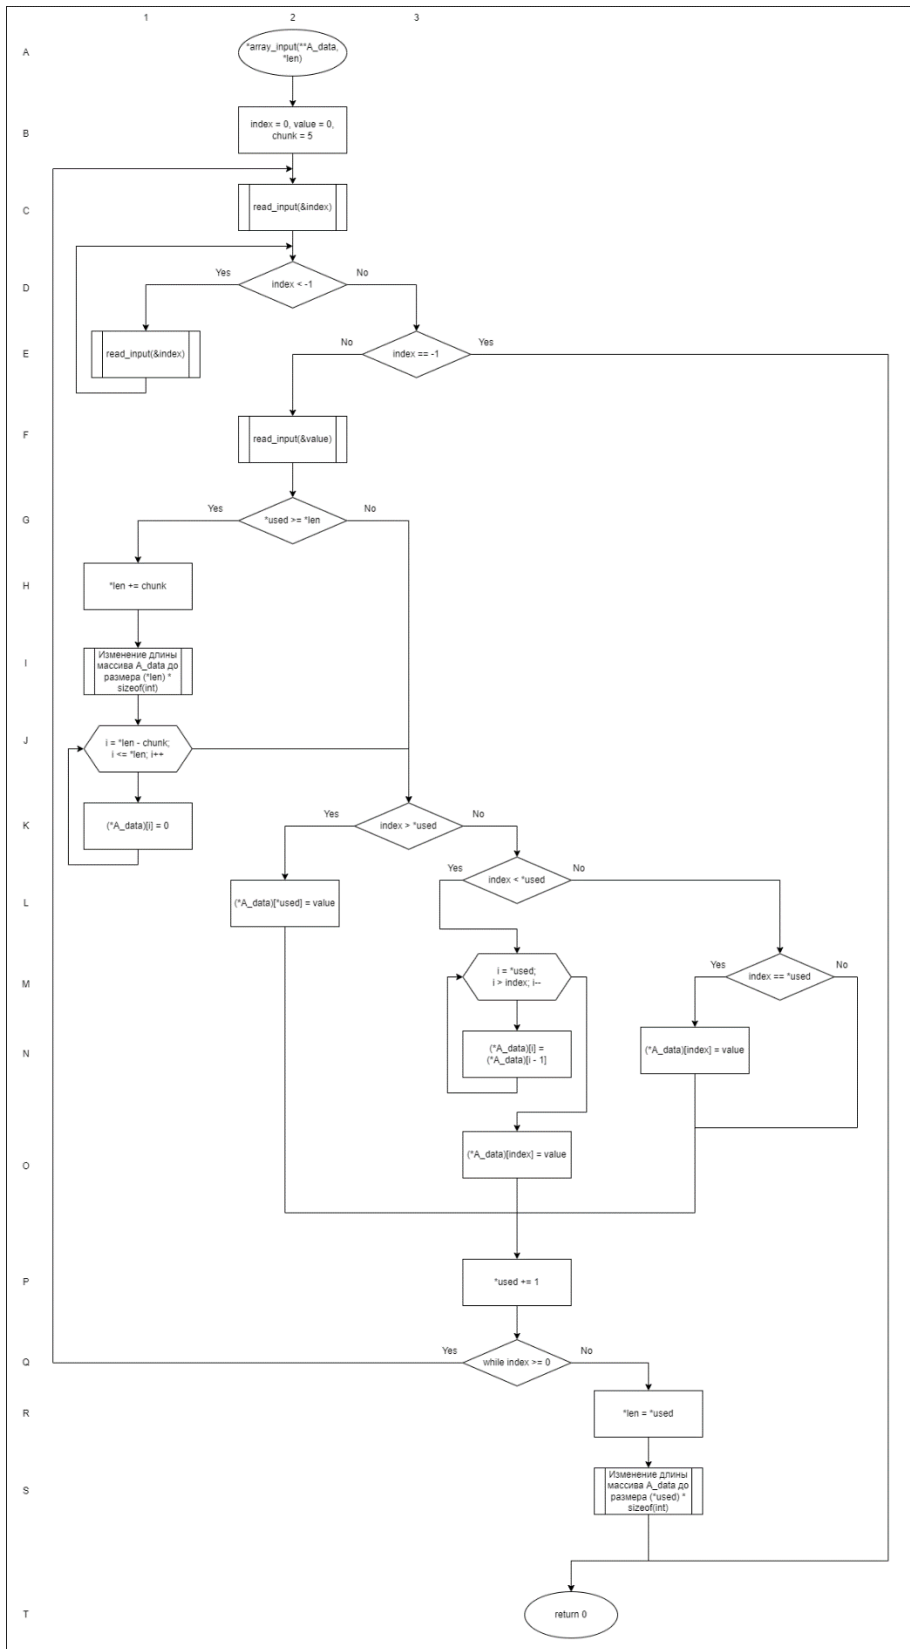 1
2
3
A
*array_input(**A_data,
*len)
B
index = 0, value = 0,
chunk = 5
C
read_input(&index)
Yes
No
D
index < -1
E
read_input(&index)
No
index == -1
Yes
F
read_input(&value)
Yes
No
G
*used >= *len
H
*len += chunk
I
Изменение длины
массива A_data до
размера (*len) *
sizeof(int)
J
i = *len - chunk;
i <= *len; i++
K
(*A_data)[i] = 0
Yes
index > *used
No
Yes
index < *used
No
L
(*A_data)[*used] = value
M
i = *used;
i > index; i--
Yes
index == *used
No
N
(*A_data)[i] =
(*A_data)[i - 1]
(*A_data)[index] = value
O
(*A_data)[index] = value
P
*used += 1
Yes
No
Q
while index >= 0
R
*len = *used
S
Изменение длины
массива A_data до
размера (*used) *
sizeof(int)
T
return 0